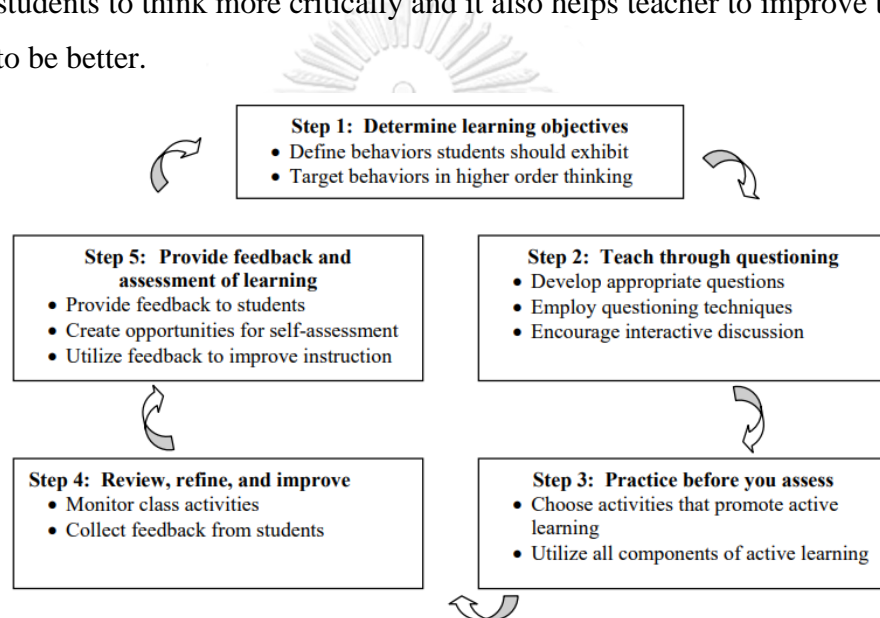 students to think more critically and it also helps teacher to improve
to be better.
Step 1: Determine learning objectives
• Define behaviors students should exhibit
• Target behaviors in higher order thinking
Step 5: Provide feedback and
assessment of learning
• Provide feedback to students
• Create opportunities for self-assessment
• Utilize feedback to improve instruction
Step 2: Teach through questioning
• Develop appropriate questions
• Employ questioning techniques
• Encourage interactive discussion
Step 4: Review, refine, and improve
• Monitor class activities
• Collect feedback from students
Step 3: Practice before you assess
• Choose activities that promote active
learning
• Utilize all components of active learning